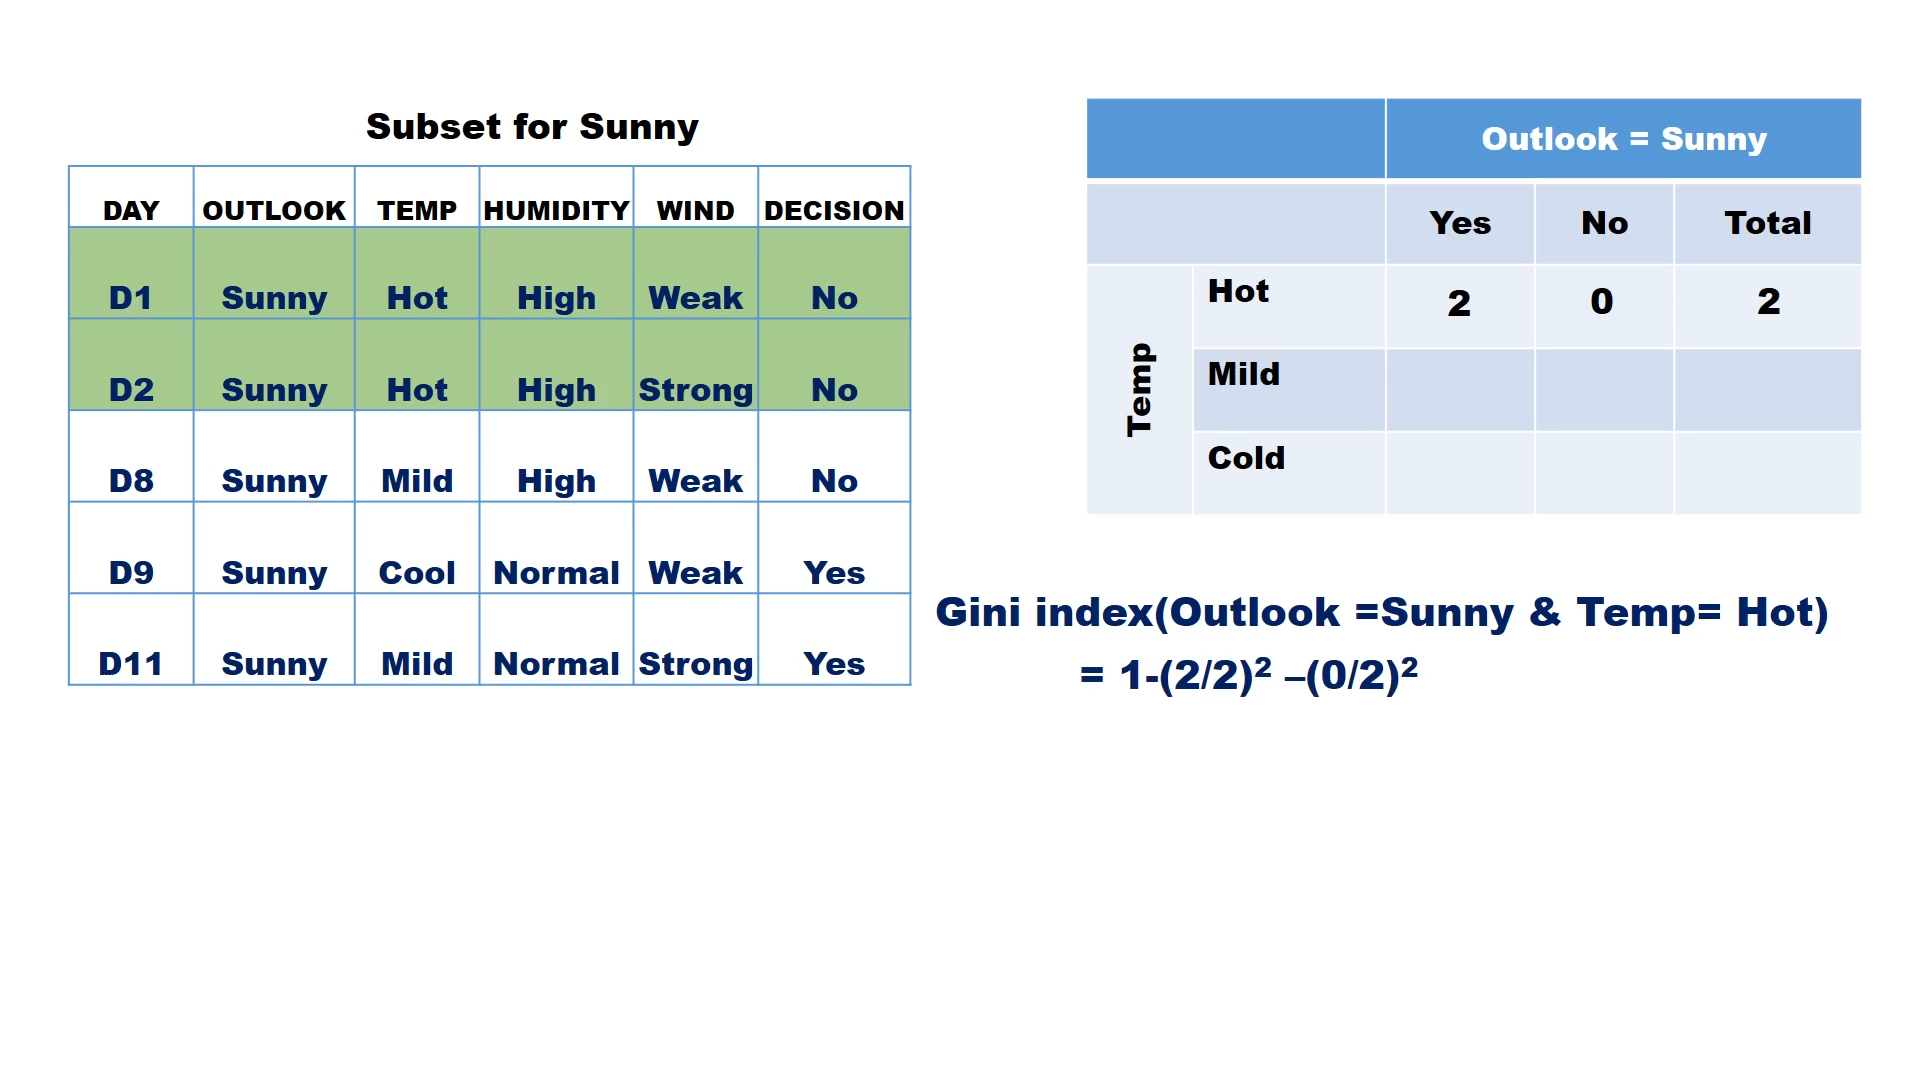 Subset for Sunny
DAY OUTLOOK TEMP HUMIDITY WIND DECISION
D1 Sunny Hot High Weak No
D2 Sunny Hot High Strong No
D8 Sunny Mild High Weak No
D9 Sunny Cool Normal Weak Yes
D11 Sunny Mild Normal Strong Yes
Outlook = Sunny
Yes No Total
Temp
Hot 2 0 2
Mild
Cold
Gini index(Outlook =Sunny & Temp= Hot)
= 1-(2/2)² –(0/2)²